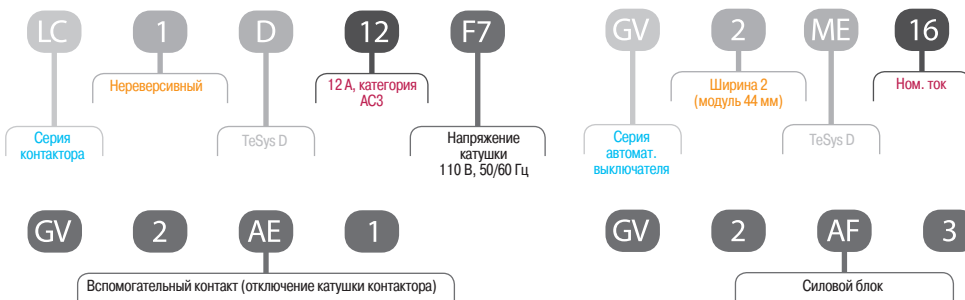 LC 1 D 12 F7
Нереверсивный
12 А, категория
АС3
Серия
контактора
TeSys D
Напряжение
катушки
110 В, 50/60 Гц
GV 2 ME 16
Ширина 2
(модуль 44 мм)
Ном. ток
Серия
автомат.
выключателя
TeSys D
GV 2 AE 1
Вспомогательный контакт (отключение катушки контактора)
GV 2 AF 3
Силовой блок